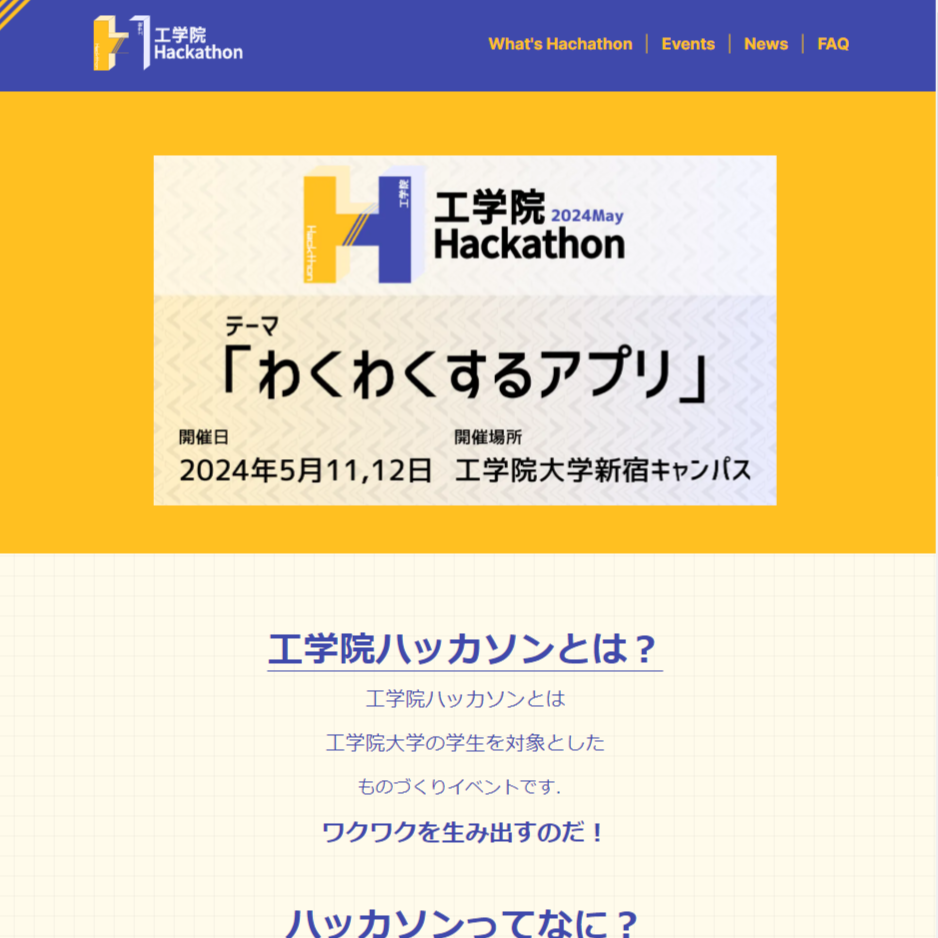 工学院
Hackathon
What's Hachathon | Events | News | FAQ
工学院
Hackathon
工学院 2024May
Hackathon
テーマ
「わくわくするアプリ」
開催日
2024年5月11,12日
開催場所
工学院大学新宿キャンパス
工学院ハッカソンとは？
工学院ハッカソンとは
工学院大学の学生を対象とした
ものづくりイベントです.
ワクワクを生み出すのだ！
ハッカソンってなに？